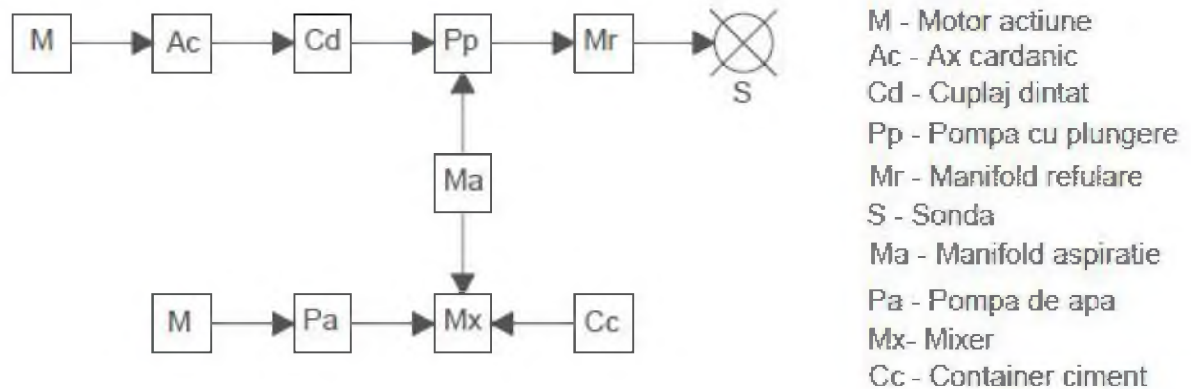 M Ac Cd Pp Mr
S
Ma
M Pa Mx Cc
M - Motor actiune
Ac - Ax cardanic
Cd - Cuplaj dintat
Pp - Pompa cu plungere
Mr - Manifold refulare
S - Sonda
Ma - Manifold aspiratie
Pa - Pompa de apa
Mx- Mixer
Cc - Container ciment